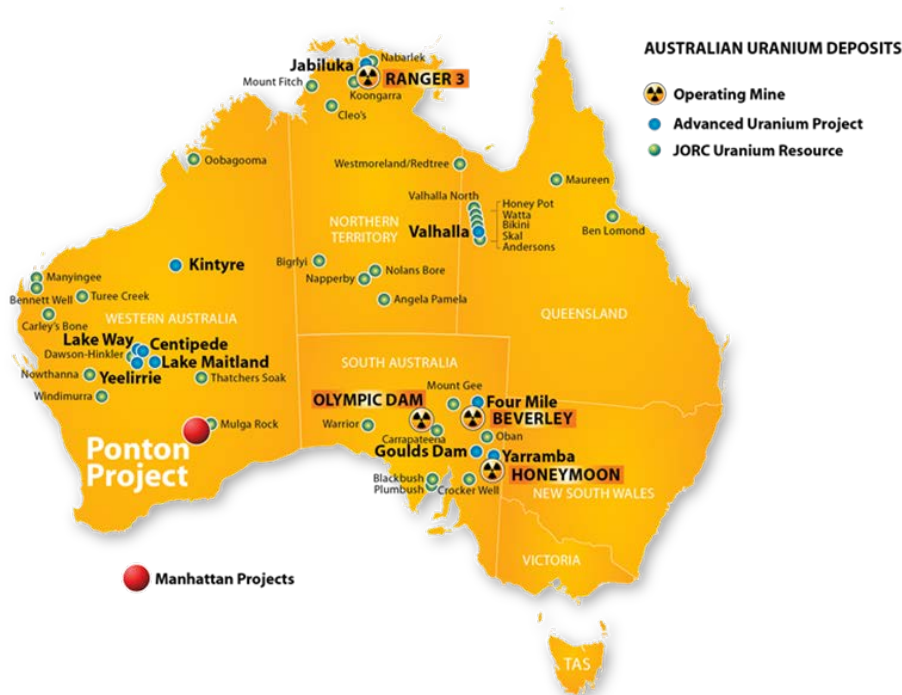 AUSTRALIAN URANIUM DEPOSITS
Operating Mine
Advanced Uranium Project
JORC Uranium Resource
Jabiluka
Nabarlek
RANGER 3
Mount Fitch
Koongarra
Cleo's
Oobagooma
Westmoreland/Redtree
Maureen
Valhalla North
Honey Pot
Watta
Bikini
Skal
Andersons
Valhalla
Ben Lomond
NORTHERN
TERRITORY
Bigrlyi
Nolans Bore
Napperby
Angela Pamela
Kintyre
Manyingee
Bennett Well
Turee Creek
Carley's Bone
WESTERN AUSTRALIA
QUEENSLAND
Lake Way
Centipede
Dawson-Hinkler
Lake Maitland
Nowthanna
Yeelirrie
Thatchers Soak
Windimurra
SOUTH AUSTRALIA
Mount Gee
OLYMPIC DAM
Four Mile
BEVERLEY
Warrior
Carrapateena
Oban
Mulga Rock
Ponton
Project
Goulds Dam
Yarramba
HONEYMOON
Blackbush
Plumbush
Crocker Well
NEW SOUTH WALES
VICTORIA
Manhattan Projects
TAS